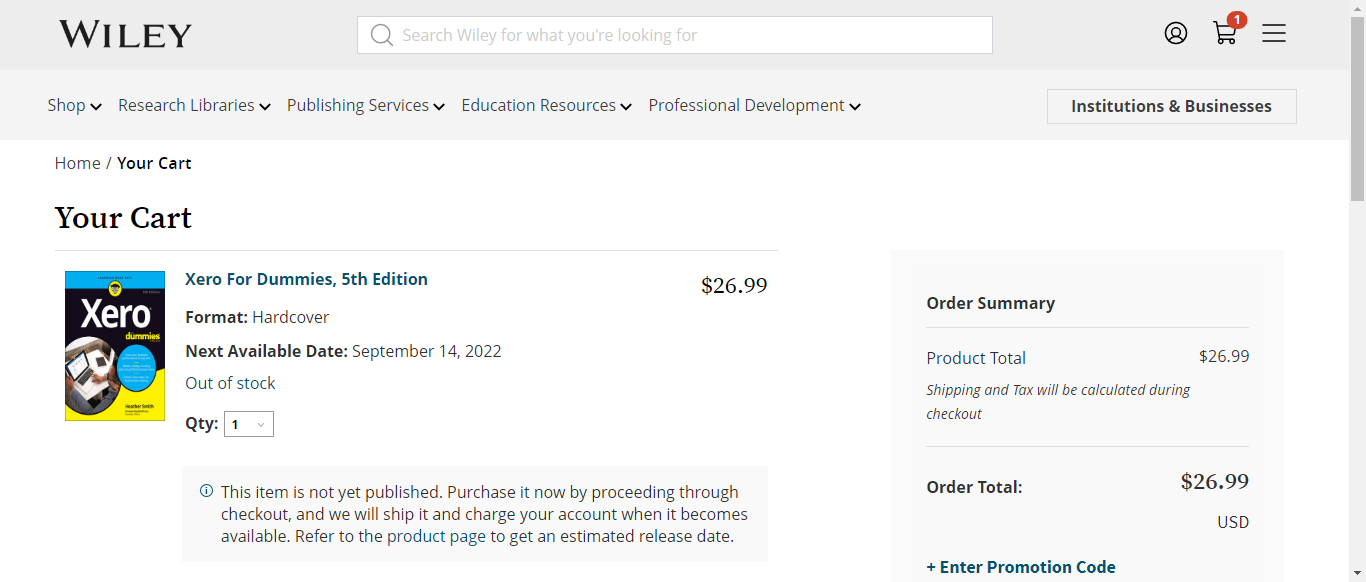 WILEY
Search Wiley for what you're looking for
1
Shop
Research Libraries
Publishing Services
Education Resources
Professional Development
Institutions & Businesses
Home / Your Cart
Your Cart
Xero
dummies
Heather Smith
Xero For Dummies, 5th Edition
$26.99
Format: Hardcover
Next Available Date: September 14, 2022
Out of stock
Qty: 1
This item is not yet published. Purchase it now by proceeding through
checkout, and we will ship it and charge your account when it becomes
available. Refer to the product page to get an estimated release date.
Order Summary
Product Total $26.99
Shipping and Tax will be calculated during
checkout
Order Total: $26.99
USD
+ Enter Promotion Code